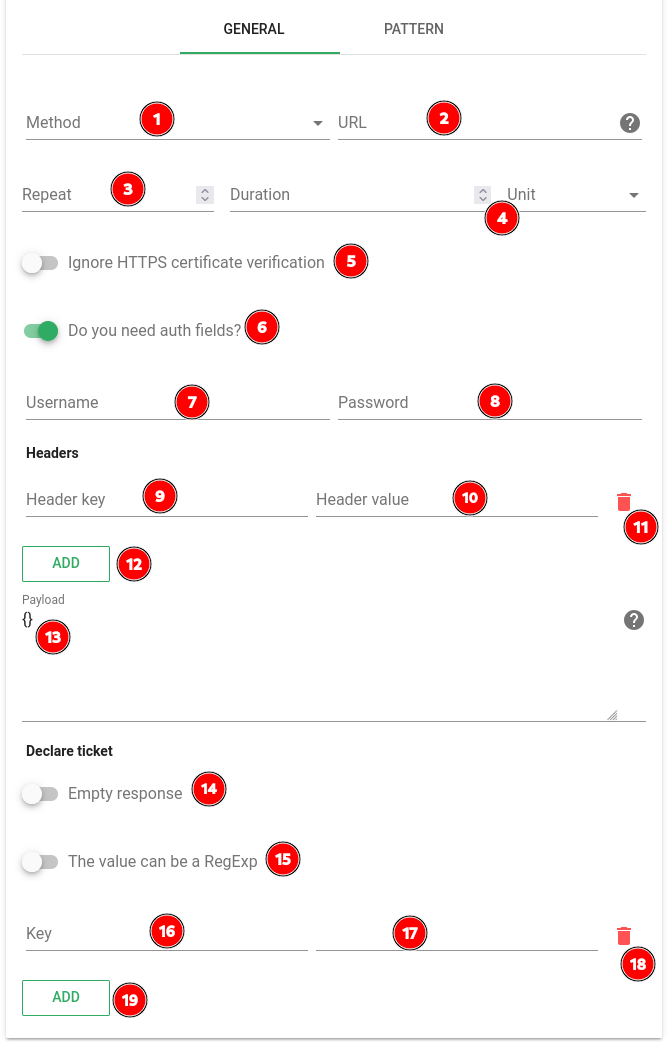 GENERAL PATTERN
Method 1 URL 2 ?
Repeat 3 Duration Unit
4
Ignore HTTPS certificate verification 5
Do you need auth fields? 6
Username 7 Password 8
Headers
Header key 9 Header value 10
11
ADD 12
Payload
{} ?
13
Declare ticket
Empty response 14
The value can be a RegExp 15
Key 16 17
18
ADD 19